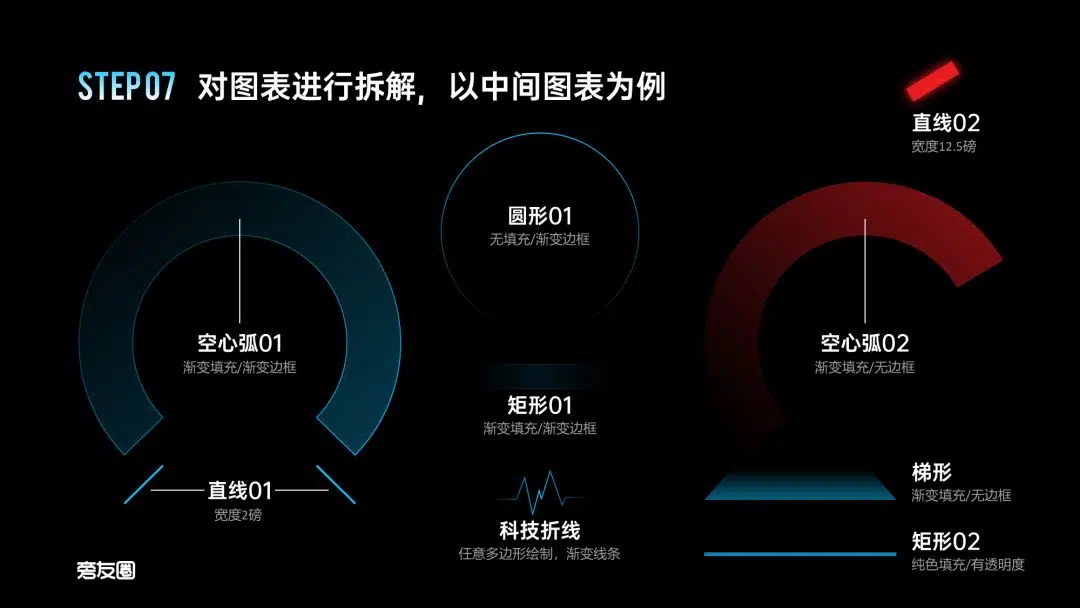 STEP 07 对图表进行拆解，以中间图表为例
直线02
宽度12.5磅
圆形01
无填充/渐变边框
空心弧01
渐变填充/渐变边框
空心弧02
渐变填充/无边框
矩形01
渐变填充/渐变边框
直线01
宽度2磅
科技折线
任意多边形绘制，渐变线条
梯形
渐变填充/无边框
矩形02
纯色填充/有透明度
旁友圈